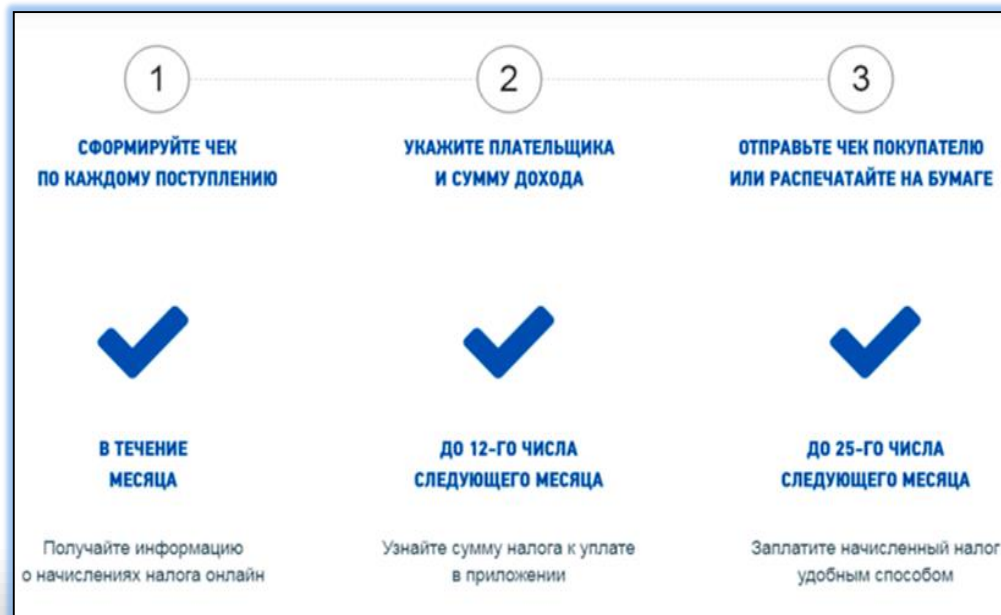 1
СФОРМИРУЙТЕ ЧЕК
ПО КАЖДОМУ ПОСТУПЛЕНИЮ
2
УКАЖИТЕ ПЛАТЕЛЬЩИКА
И СУММУ ДОХОДА
3
ОТПРАВЬТЕ ЧЕК ПОКУПАТЕЛЮ
ИЛИ РАСПЕЧАТАЙТЕ НА БУМАГЕ
В ТЕЧЕНИЕ
МЕСЯЦА
Получайте информацию
о начислениях налога онлайн
ДО 12-ГО ЧИСЛА
СЛЕДУЮЩЕГО МЕСЯЦА
Узнайте сумму налога к уплате
в приложении
ДО 25-ГО ЧИСЛА
СЛЕДУЮЩЕГО МЕСЯЦА
Заплатите начисленный налог
удобным способом